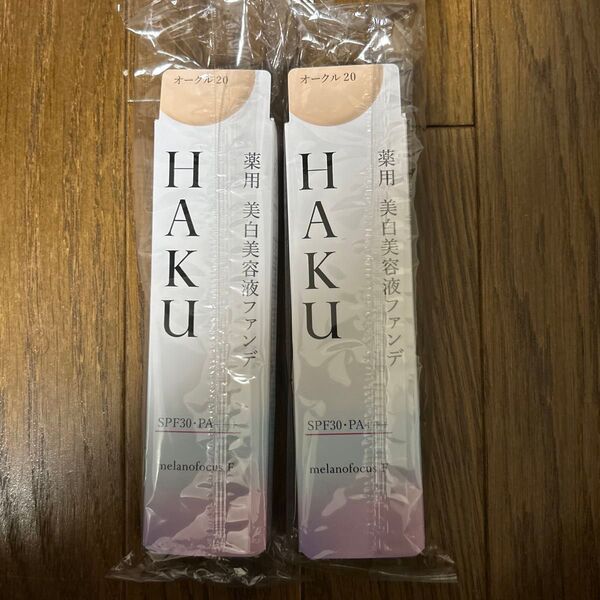 オークル20
HAKU
薬用 美白美容液ファンデ
SPF30・PA
melanofocus F
オークル20
HAKU
薬用 美白美容液ファンデ
SPF30・PA
melanofocus F